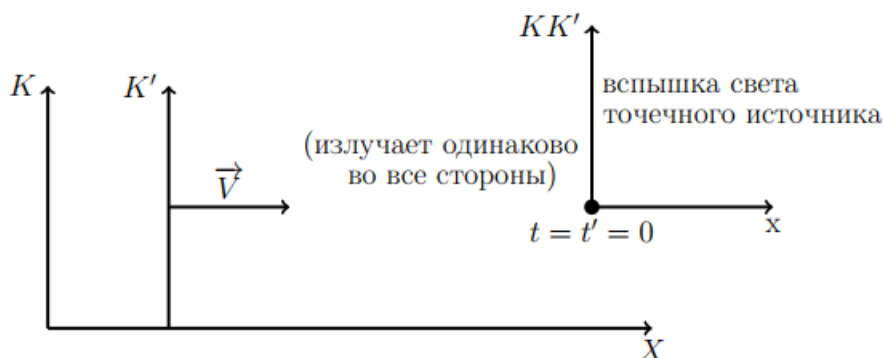 K
K′
V
X
KK′
вспышка света
точечного источника
(излучает одинаково
во все стороны)
t = t′ = 0
x